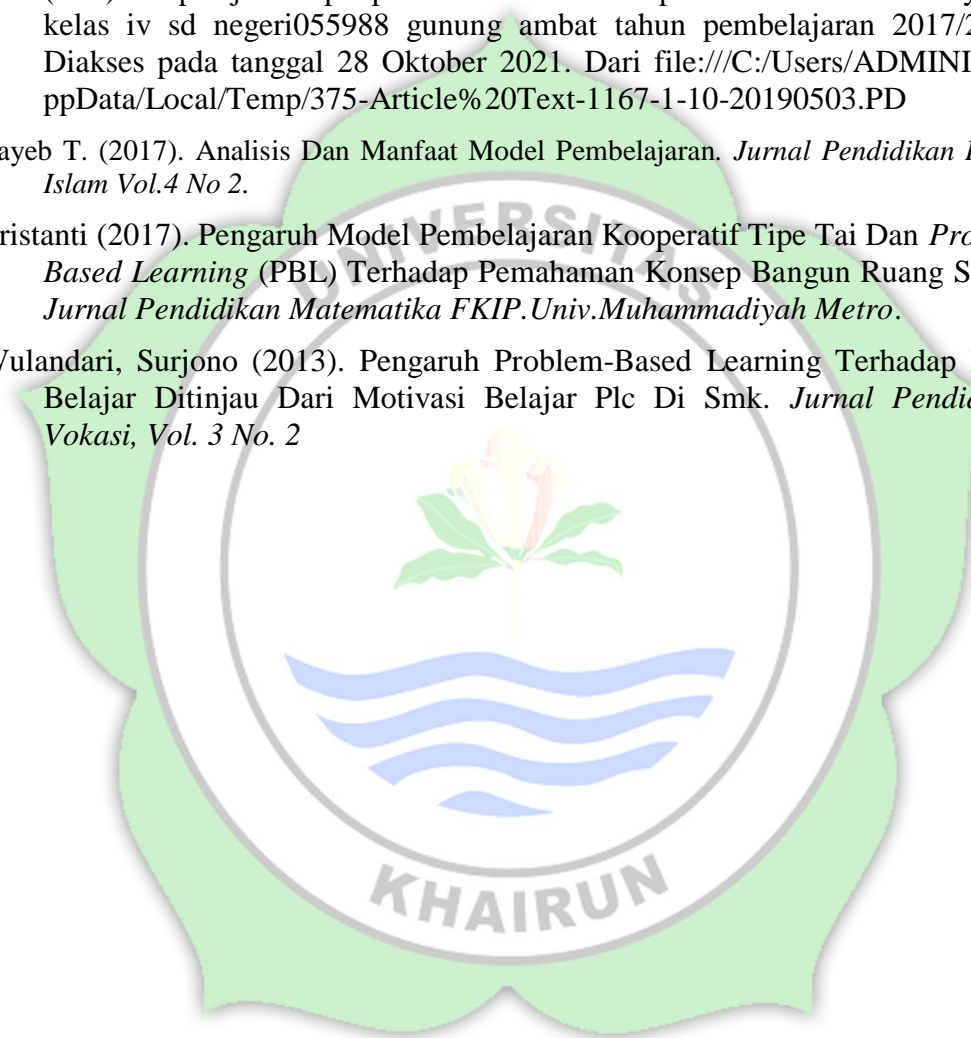 kelas iv sd negeri055988 gunung ambat tahun pembelajaran 2017/2
Diakses pada tanggal 28 Oktober 2021. Dari file:///C:/Users/ADMINI
ppData/Local/Temp/375-Article%20Text-1167-1-10-20190503.PD
ayeb T. (2017). Analisis Dan Manfaat Model Pembelajaran. Jurnal Pendidikan
Islam Vol.4 No 2.
ristanti (2017). Pengaruh Model Pembelajaran Kooperatif Tipe Tai Dan Pro
Based Learning (PBL) Terhadap Pemahaman Konsep Bangun Ruang S
Jurnal Pendidikan Matematika FKIP.Univ.Muhammadiyah Metro.
Vulandari, Surjono (2013). Pengaruh Problem-Based Learning Terhadap
Belajar Ditinjau Dari Motivasi Belajar Plc Di Smk. Jurnal Pendi
Vokasi, Vol. 3 No. 2
UNIVERSITAS
KHAIRUN